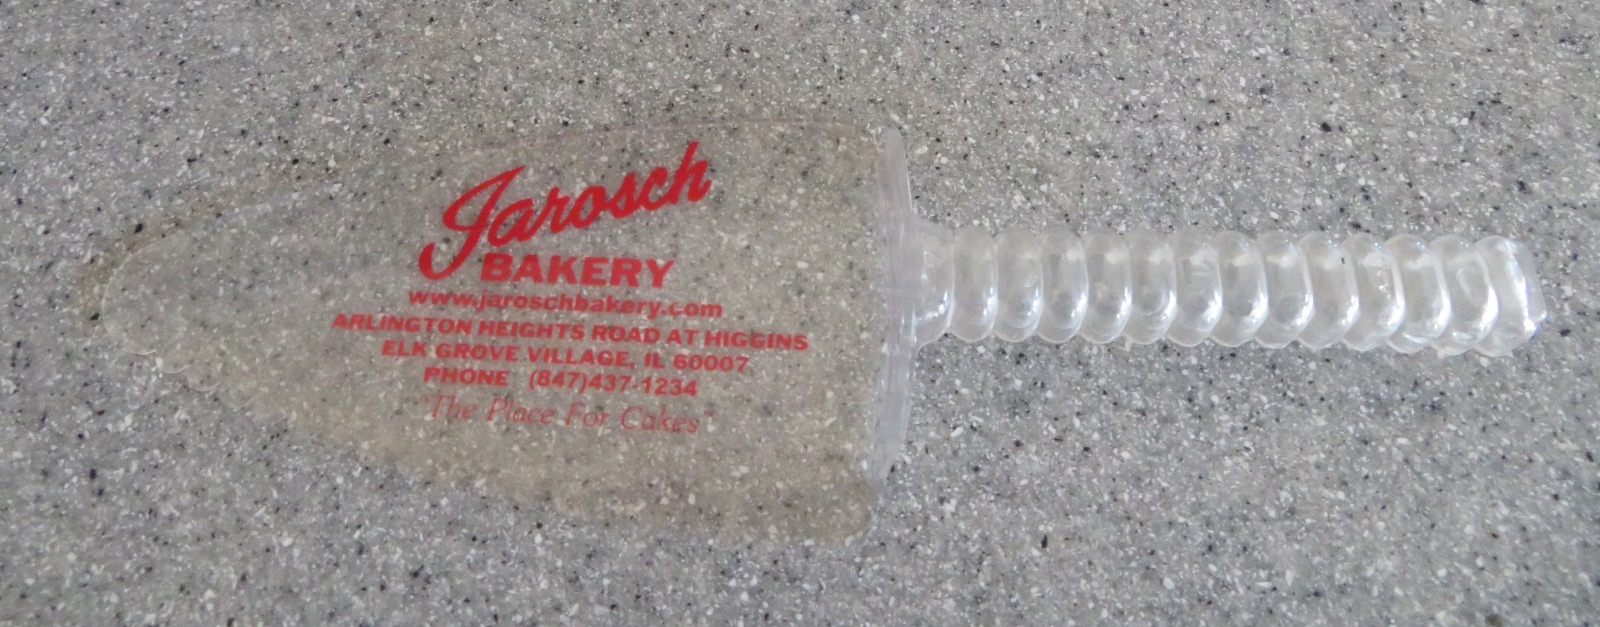 Jarosch
BAKERY
www.jaroschbakery.com
ARLINGTON HEIGHTS ROAD AT HIGGINS
ELK GROVE VILLAGE, IL 60007
PHONE (847)437-1234
"The Place For Cakes"